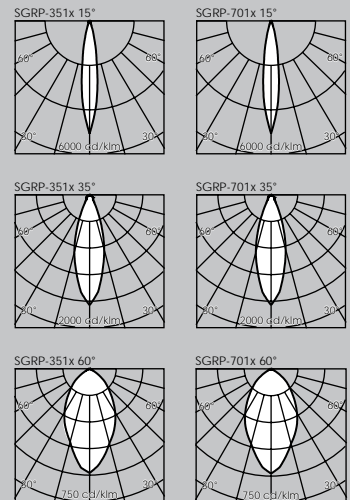 SGRP-351x 15°
SGRP-701x 15°
60°
60°
60°
60°
30°
30°
30°
30°
6000 cd/klm
6000 cd/klm
SGRP-351x 35°
SGRP-701x 35°
60°
60°
60°
60°
30°
30°
30°
30°
2000 cd/klm
2000 cd/klm
SGRP-351x 60°
SGRP-701x 60°
60°
60°
60°
60°
30°
30°
30°
30°
750 cd/klm
750 cd/klm